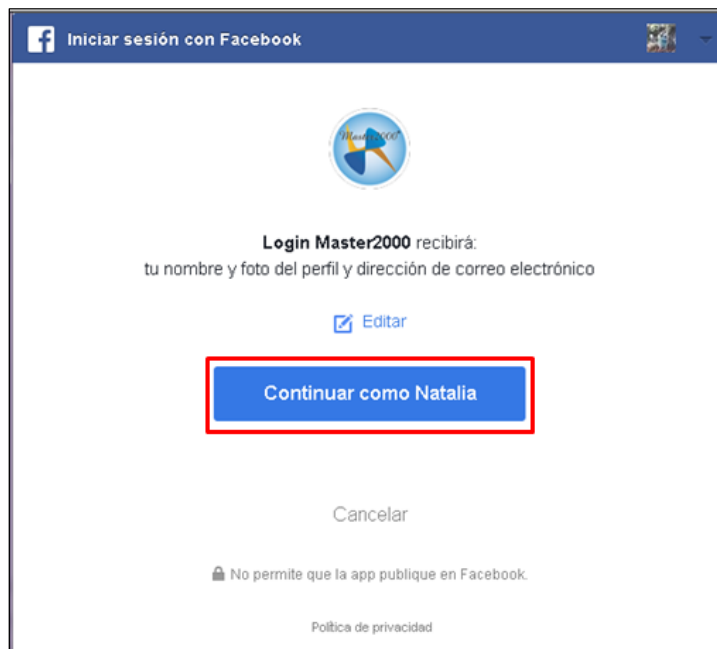 f Iniciar sesión con Facebook
Master2000
Login Master2000 recibirá:
tu nombre y foto del perfil y dirección de correo electrónico
Editar
Continuar como Natalia
Cancelar
No permite que la app publique en Facebook.
Política de privacidad